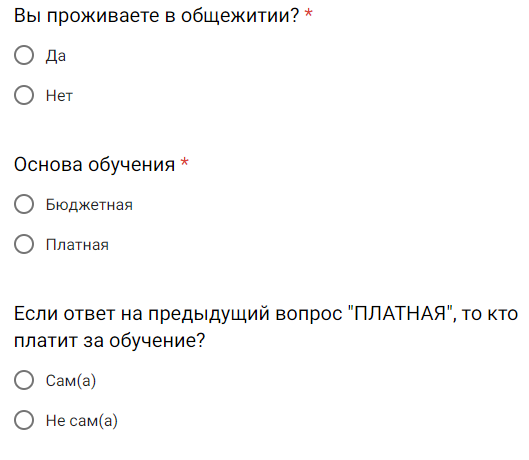 Вы проживаете в общежитии? *
Да
Нет
Основа обучения *
Бюджетная
Платная
Если ответ на предыдущий вопрос "ПЛАТНАЯ", то кто
платит за обучение?
Сам(а)
Не сам(а)